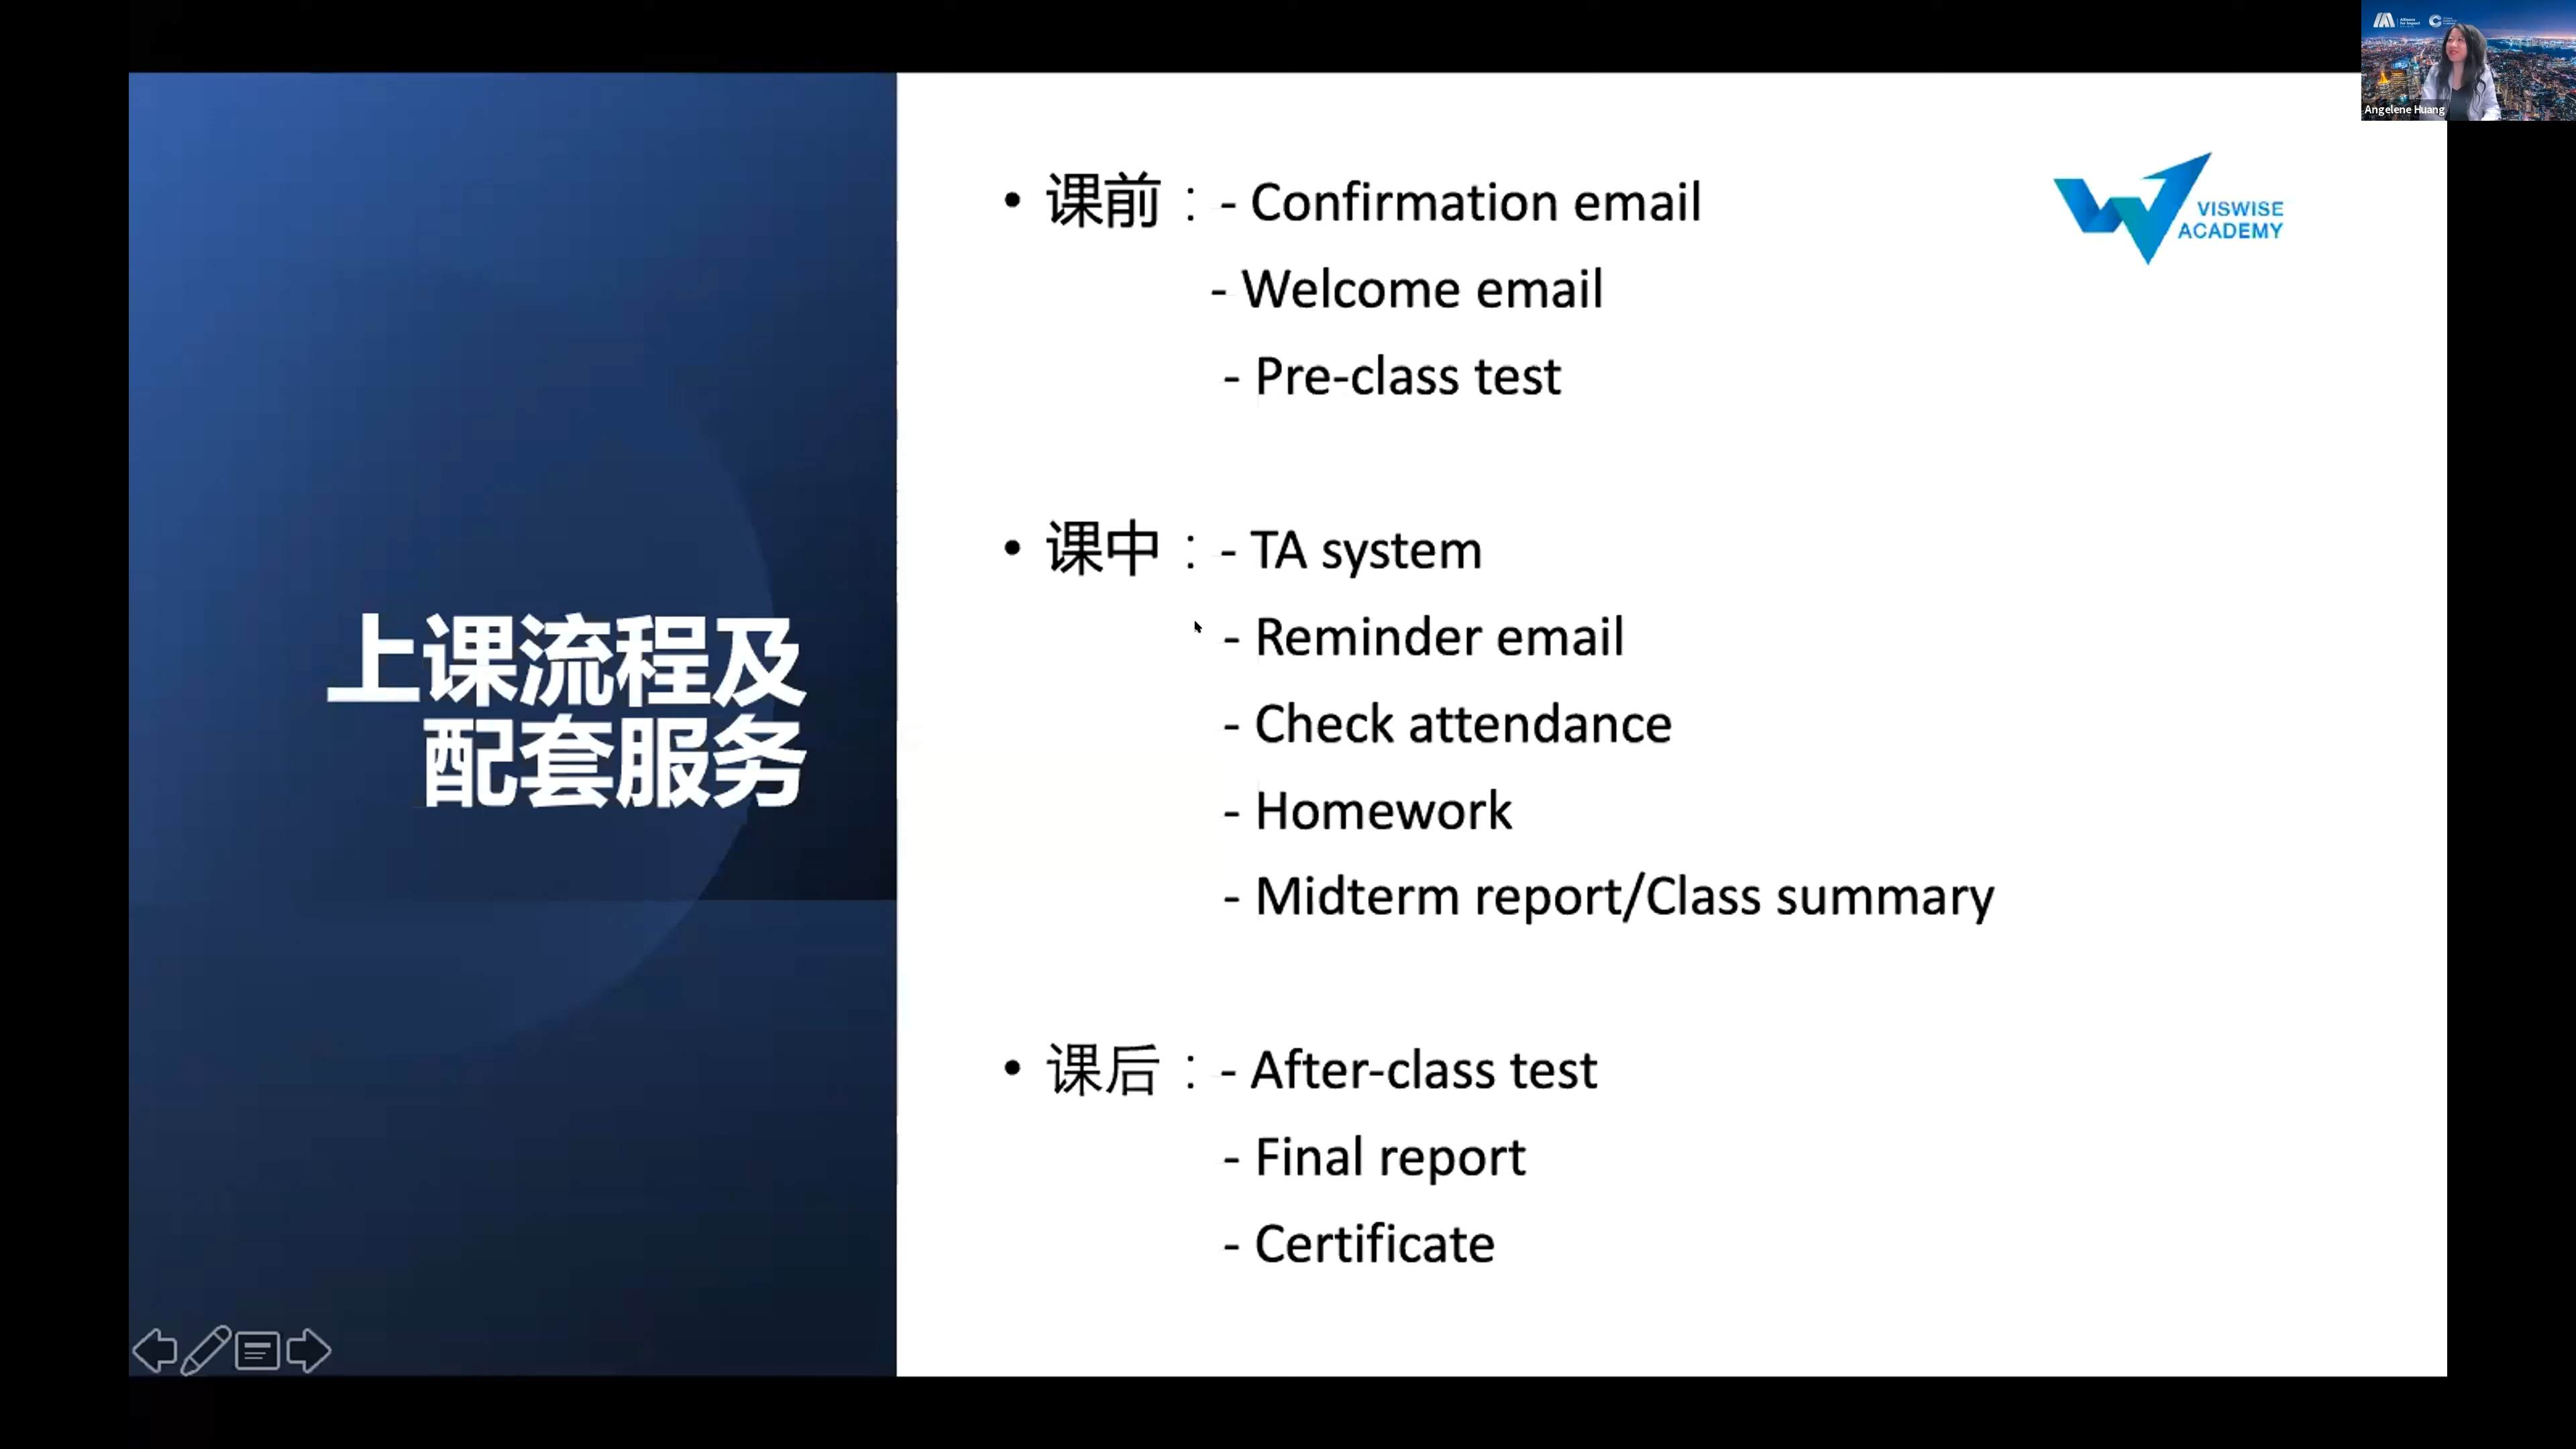 上课流程及
配套服务
• 课前：- Confirmation email
- Welcome email
- Pre-class test
• 课中：- TA system
- Reminder email
- Check attendance
- Homework
- Midterm report/Class summary
• 课后：- After-class test
- Final report
- Certificate
VISWISE
ACADEMY
Angelene Huang